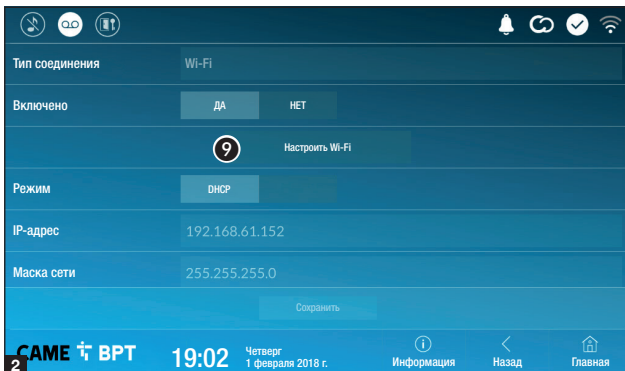 Тип соединения Wi-Fi
Включено ДА НЕТ
9 Настроить Wi-Fi
Режим DHCP
IP-адрес 192.168.61.152
Маска сети 255.255.255.0
Сохранить
2 CAME BPT 19:02 Четверг
1 февраля 2018 г. Информация Назад Главная